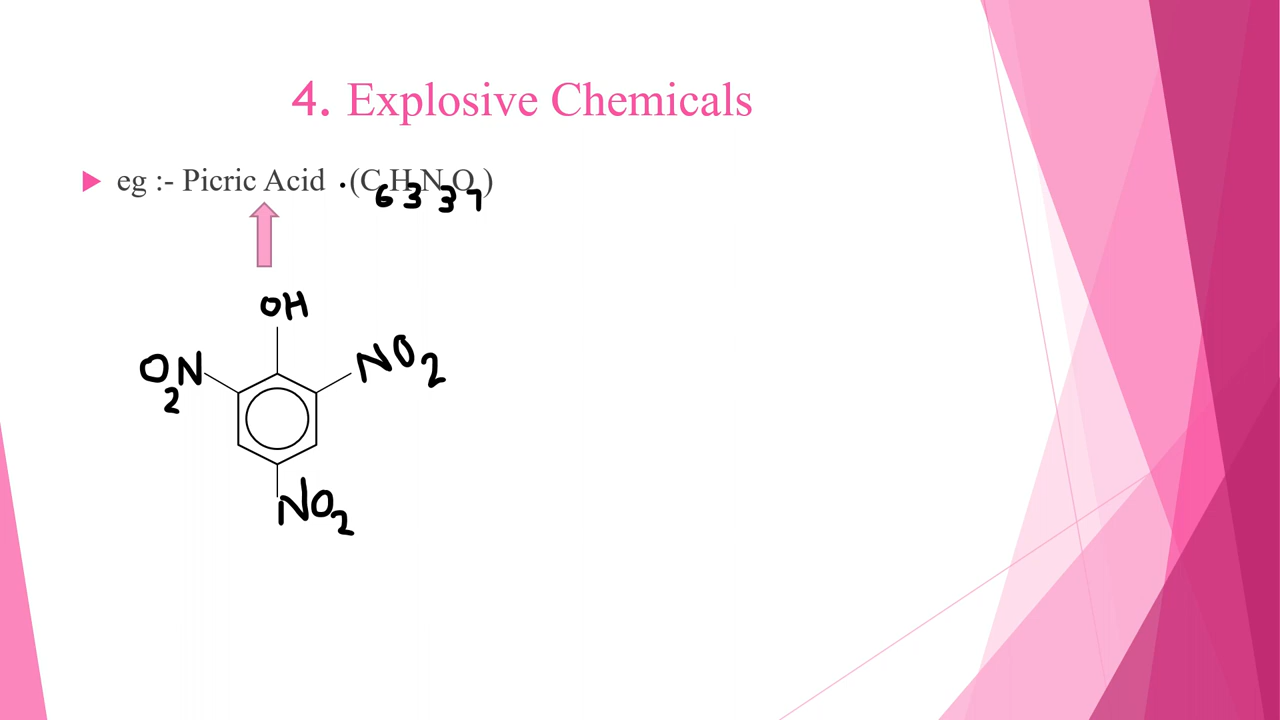 4. Explosive Chemicals
eg :- Picric Acid .(C6H3N3O7)
OH
O2N
NO2
NO2